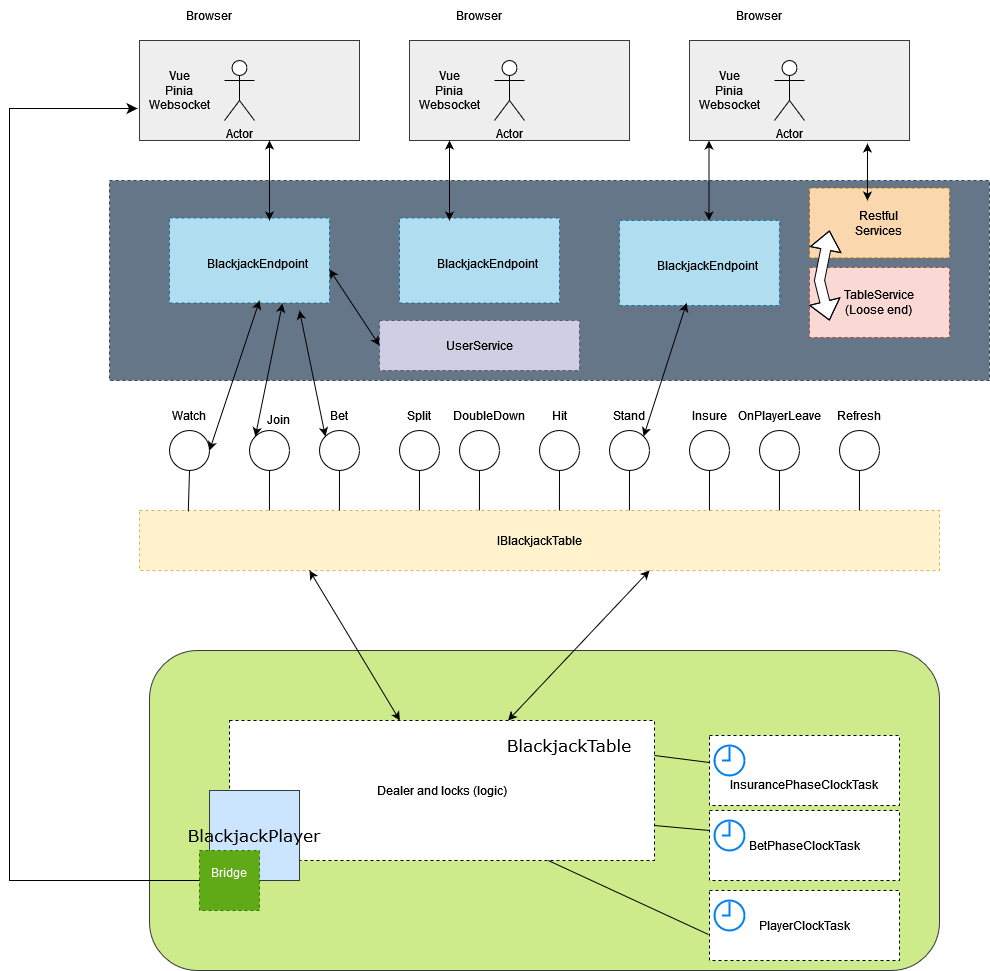 Browser
Browser
Browser
Vue
Pinia
Websocket
Actor
Vue
Pinia
Websocket
Actor
Vue
Pinia
Websocket
Actor
BlackjackEndpoint
BlackjackEndpoint
BlackjackEndpoint
Restful
Services
TableService
(Loose end)
UserService
Watch
Join
Bet
Split
DoubleDown
Hit
Stand
Insure
OnPlayerLeave
Refresh
IBlackjackTable
BlackjackTable
Dealer and locks (logic)
InsurancePhaseClockTask
BetPhaseClockTask
PlayerClockTask
BlackjackPlayer
Bridge